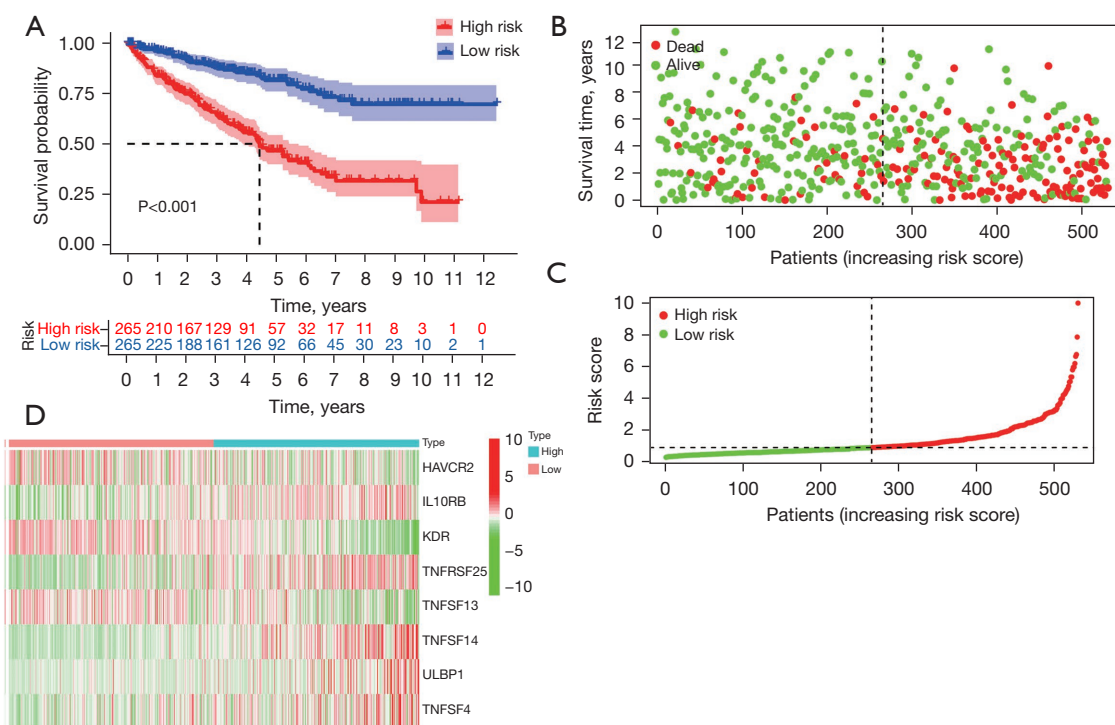 A
High risk
Low risk
1.00
0.75
0.50
0.25
0.00
Survival probability
P<0.001
0 1 2 3 4 5 6 7 8 9 10 11 12
Time, years
Risk
High risk 265 210 167 129 91 57 32 17 11 8 3 1 0
Low risk 265 225 188 161 126 92 66 45 30 23 10 2 1
0 1 2 3 4 5 6 7 8 9 10 11 12
Time, years
B
Dead
Alive
12
10
8
6
4
2
0
Survival time, years
0 100 200 300 400 500
Patients (increasing risk score)
C
High risk
Low risk
10
8
6
4
2
0
Risk score
0 100 200 300 400 500
Patients (increasing risk score)
D
Type
HAVCR2
IL10RB
KDR
TNFRSF25
TNFSF13
TNFSF14
ULBP1
TNFSF4
10
5
0
−5
−10
Type
High
Low